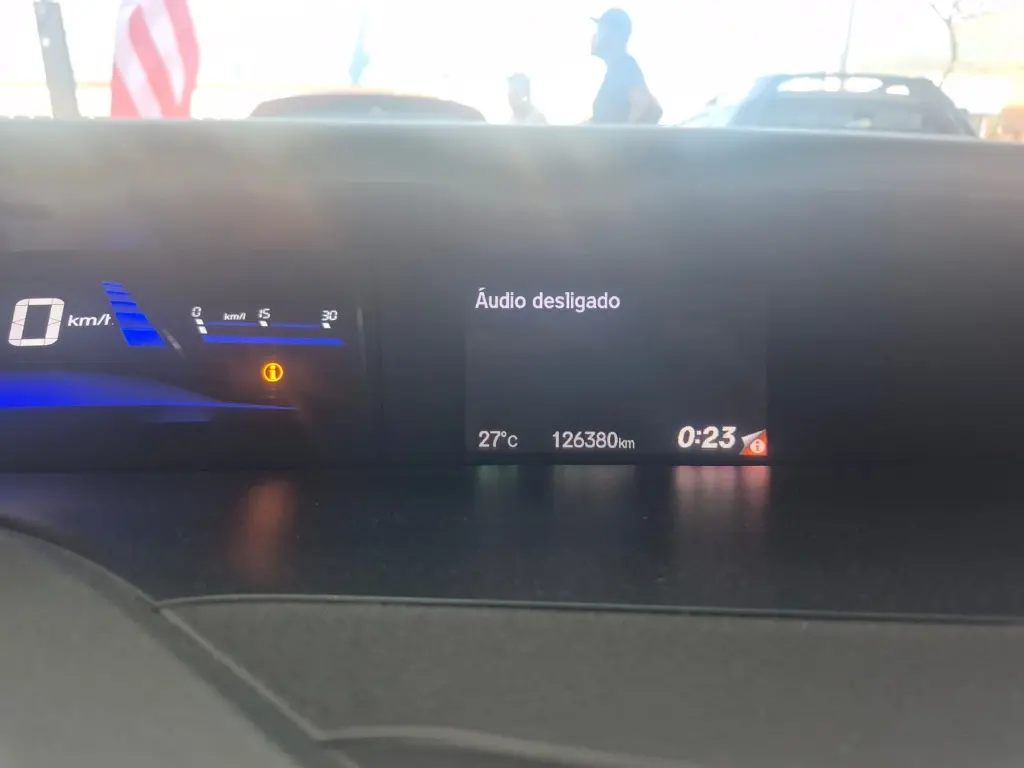 0 km/h
0 km/l 15 30
Áudio desligado
27°C 126380km 0:23